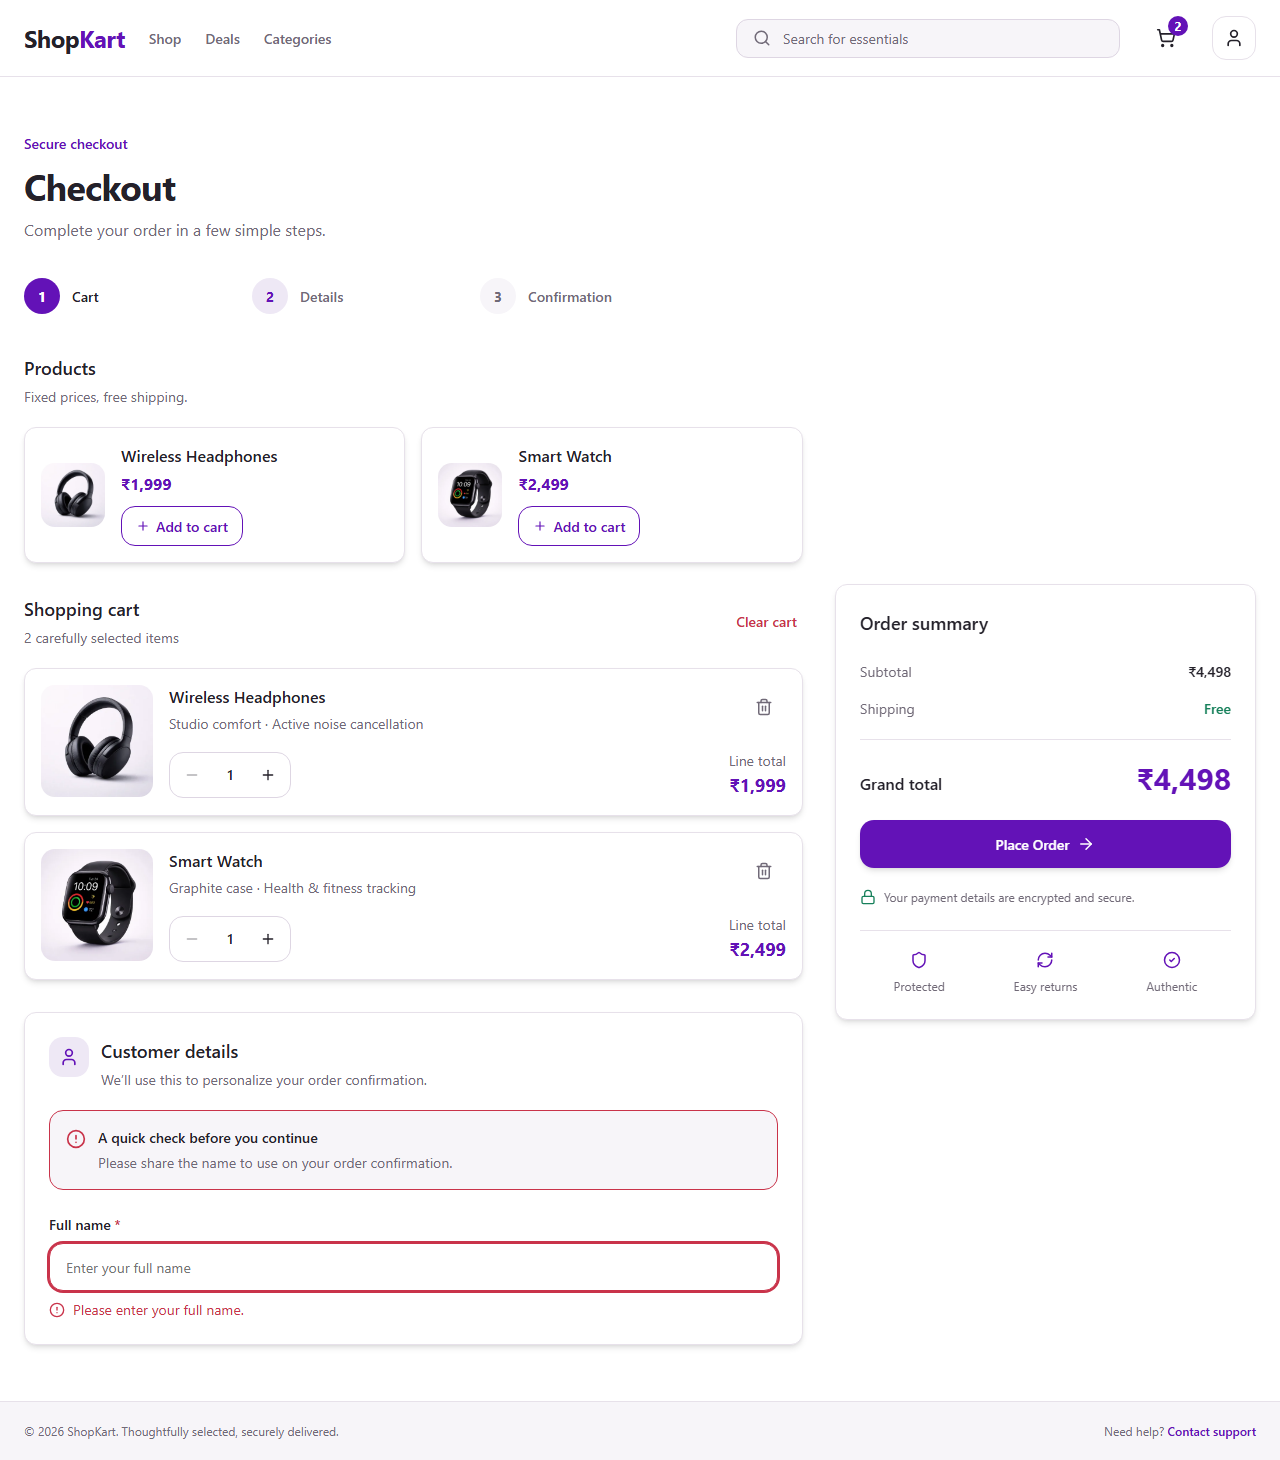 ShopKart
Shop
Deals
Categories
Search for essentials
2
Secure checkout
Checkout
Complete your order in a few simple steps.
1 Cart
2 Details
3 Confirmation
Products
Fixed prices, free shipping.
Wireless Headphones
₹1,999
+ Add to cart
Smart Watch
₹2,499
+ Add to cart
Shopping cart
2 carefully selected items
Clear cart
Wireless Headphones
Studio comfort · Active noise cancellation
− 1 +
Line total
₹1,999
10:09
Smart Watch
Graphite case · Health & fitness tracking
− 1 +
Line total
₹2,499
Order summary
Subtotal ₹4,498
Shipping Free
Grand total ₹4,498
Place Order →
Your payment details are encrypted and secure.
Protected
Easy returns
Authentic
Customer details
We'll use this to personalize your order confirmation.
A quick check before you continue
Please share the name to use on your order confirmation.
Full name *
Enter your full name
Please enter your full name.
© 2026 ShopKart. Thoughtfully selected, securely delivered.
Need help? Contact support